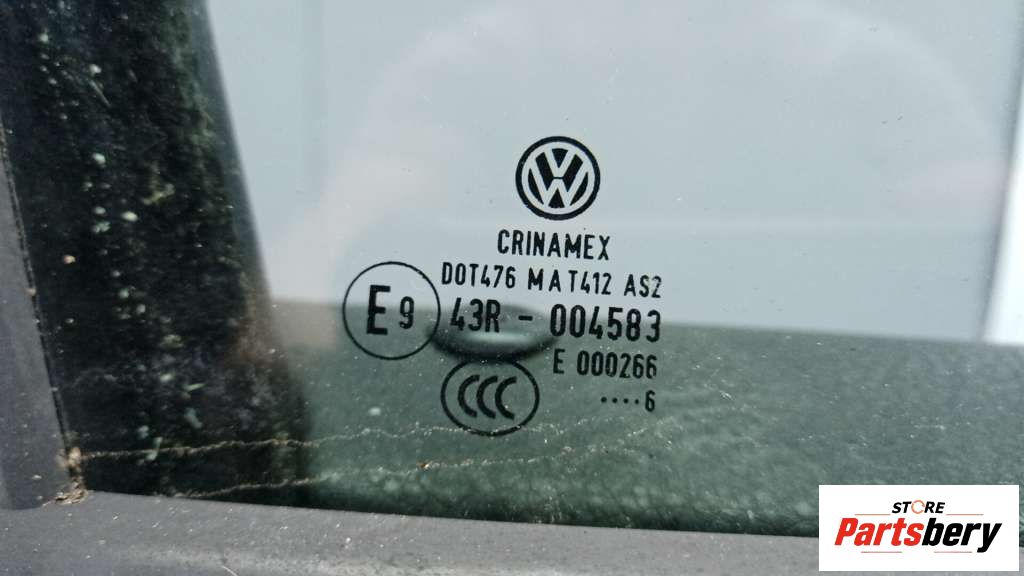 CRINAMEX
DOT476 MAT412 AS2
E9 43R - 004583
E 000266
CCC ····6
STORE
Partsbery